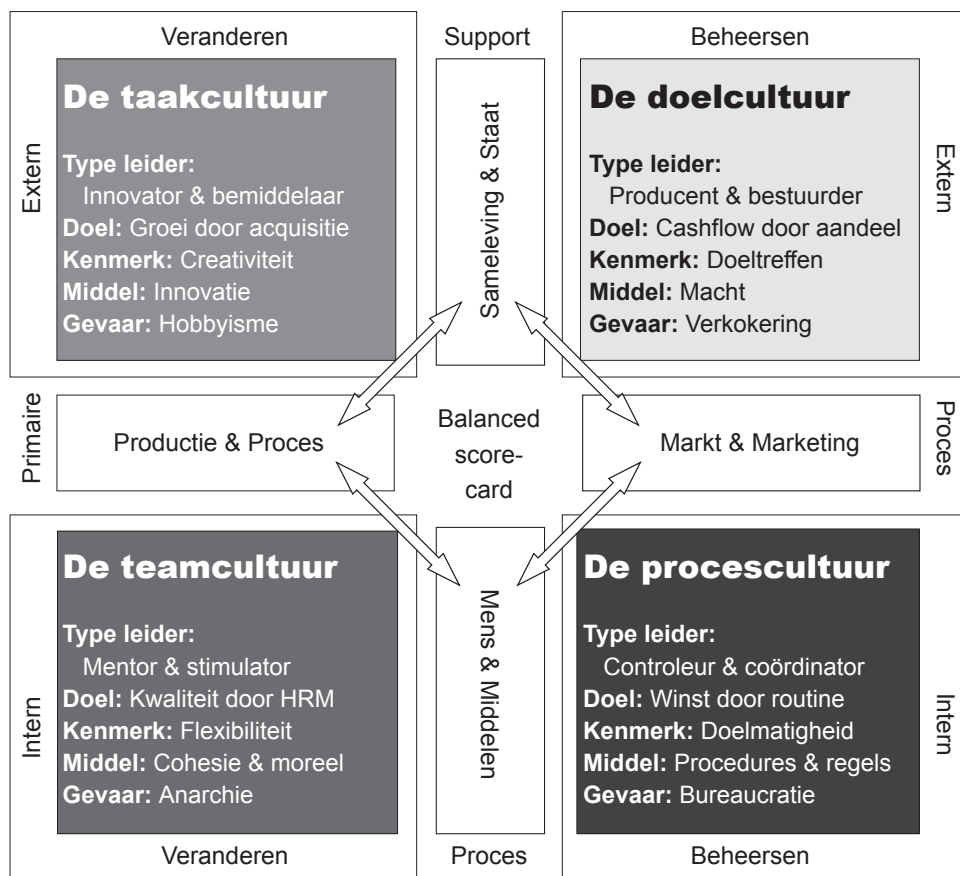 Veranderen
Support
Beheersen
Extern
De taakcultuur
Type leider:
Innovator & bemiddelaar
Doel: Groei door acquisitie
Kenmerk: Creativiteit
Middel: Innovatie
Gevaar: Hobbyisme
Sameleving & Staat
De doelcultuur
Type leider:
Producent & bestuurder
Doel: Cashflow door aandeel
Kenmerk: Doeltreffen
Middel: Macht
Gevaar: Verkokering
Extern
Primaire
Productie & Proces
Balanced
score-
card
Markt & Marketing
Proces
Intern
De teamcultuur
Type leider:
Mentor & stimulator
Doel: Kwaliteit door HRM
Kenmerk: Flexibiliteit
Middel: Cohesie & moreel
Gevaar: Anarchie
Mens & Middelen
De procescultuur
Type leider:
Controleur & coördinator
Doel: Winst door routine
Kenmerk: Doelmatigheid
Middel: Procedures & regels
Gevaar: Bureaucratie
Intern
Veranderen
Proces
Beheersen